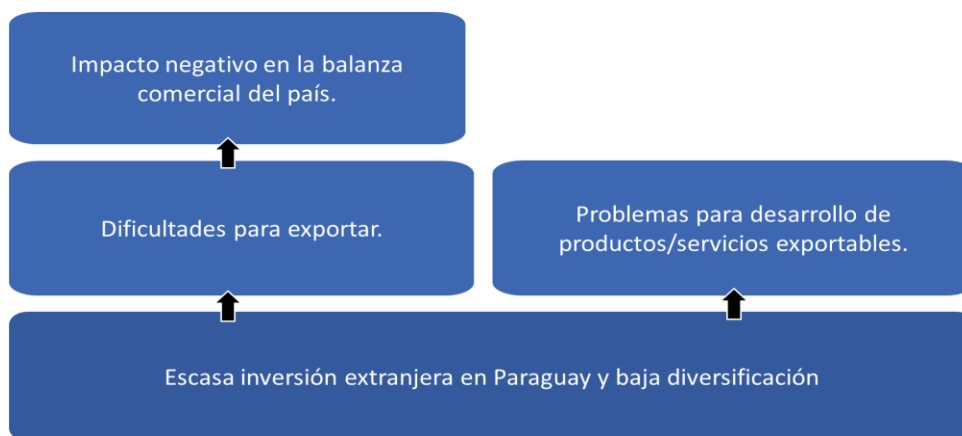 Impacto negativo en la balanza
comercial del país.
Dificultades para exportar.
Problemas para desarrollo de
productos/servicios exportables.
Escasa inversión extranjera en Paraguay y baja diversificación